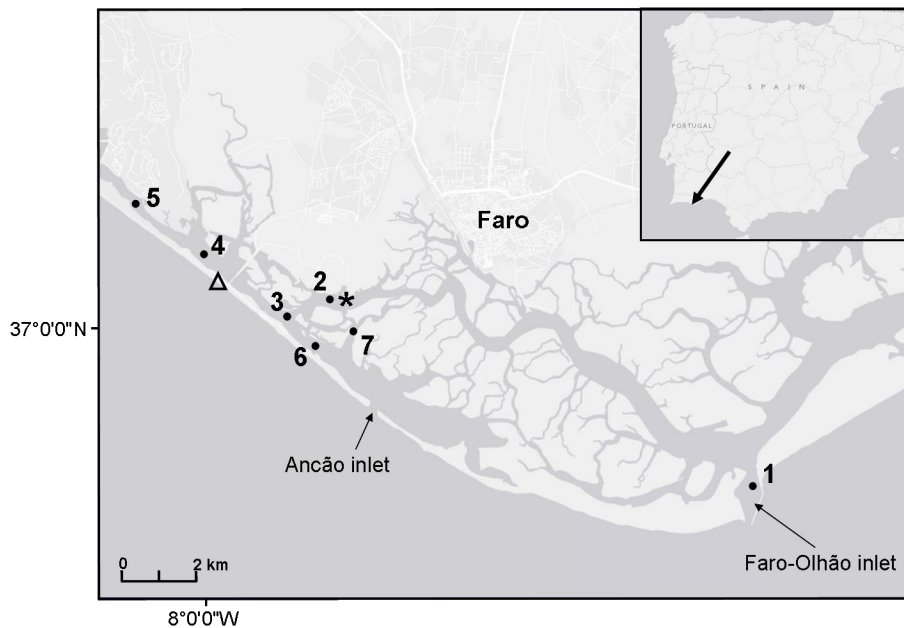 S P A I N
PORTUGAL
5
Faro
4
2 *
3
37°0'0"N
7
6
Ancão inlet
1
0 2 km
Faro-Olhão inlet
8°0'0"W